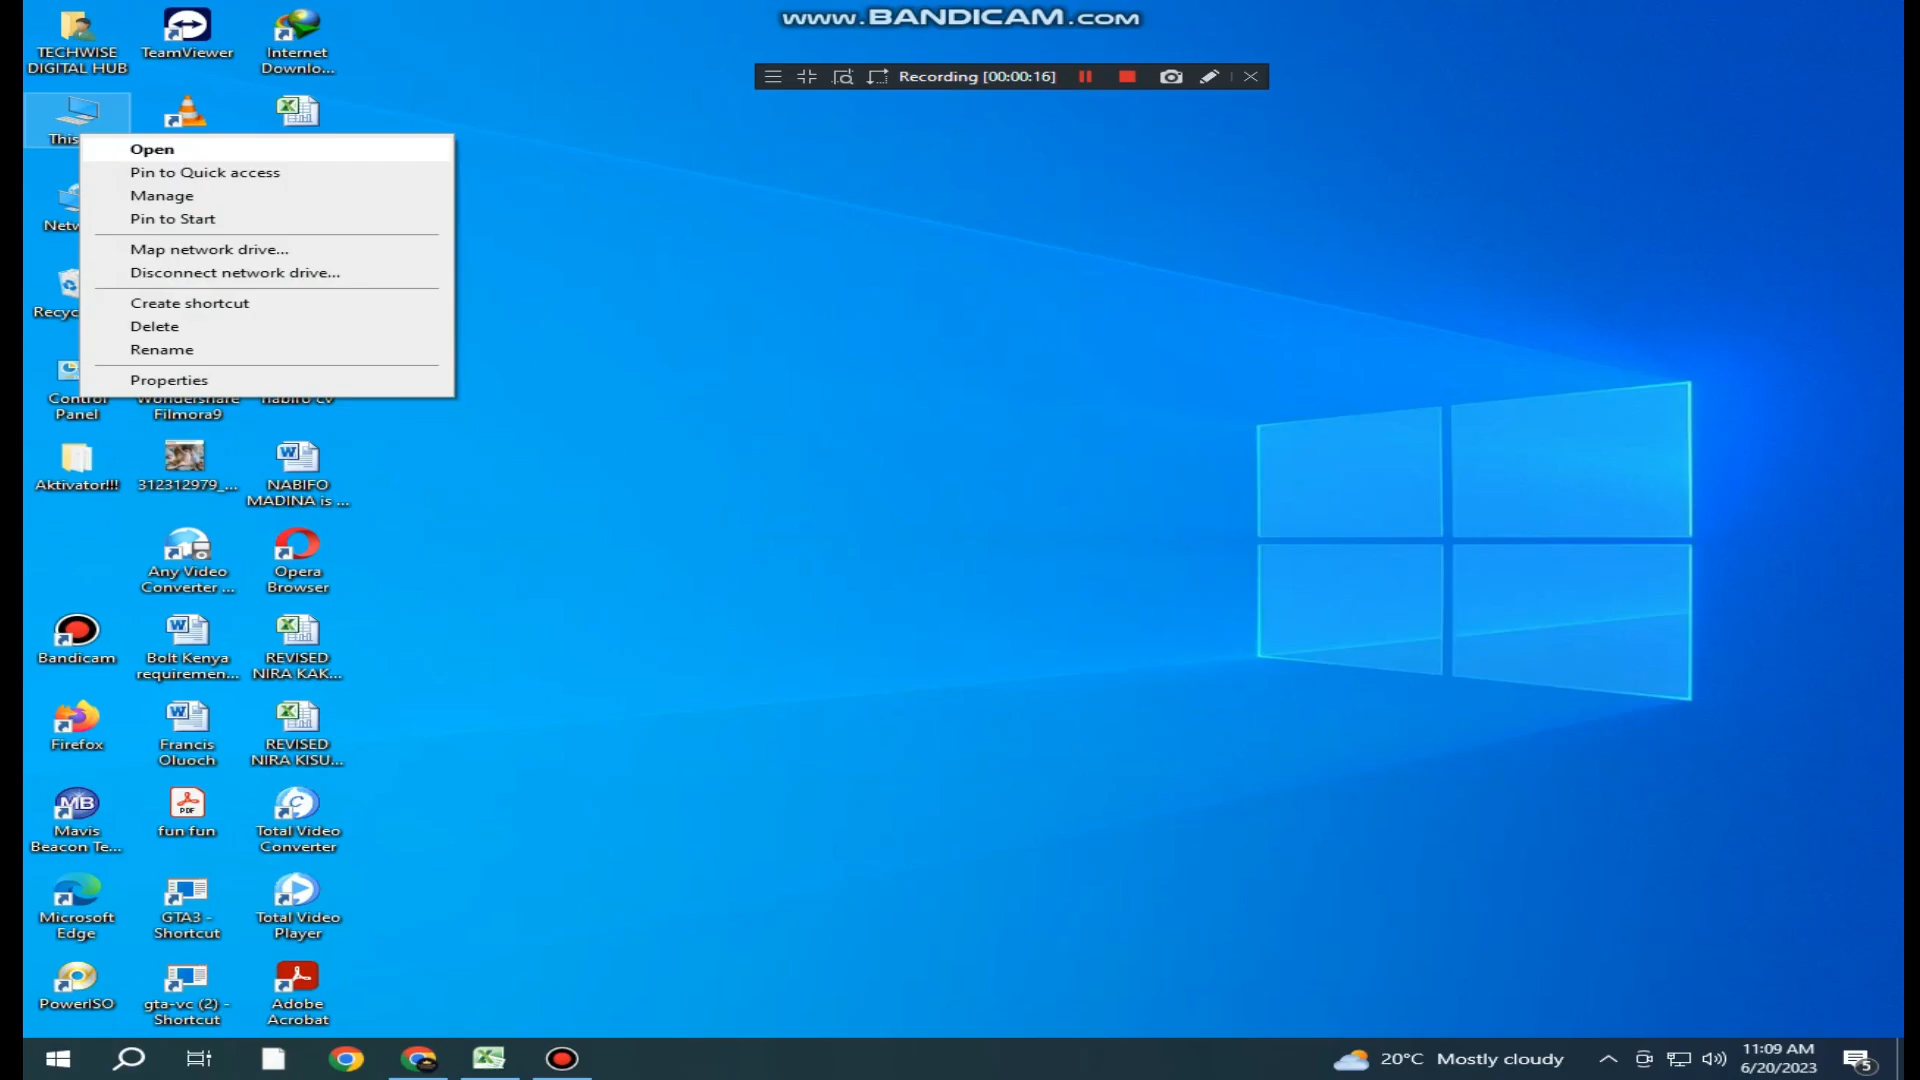 www.BANDICAM.com
Recording [00:00:16]
TECHWISE
DIGITAL HUB
TeamViewer
Internet
Downlo...
This
Open
Pin to Quick access
Manage
Pin to Start
Map network drive...
Disconnect network drive...
Create shortcut
Delete
Rename
Properties
Control
Panel
Wondershare
Filmora9
nabifo cv
Aktivator!!!
312312979_...
NABIFO
MADINA is ...
Any Video
Converter ...
Opera
Browser
Bandicam
Bolt Kenya
requiremen...
REVISED
NIRA KAK...
Firefox
Francis
Oluoch
REVISED
NIRA KISU...
MB
Mavis
Beacon Te...
PDF
fun fun
Total Video
Converter
Microsoft
Edge
GTA3 -
Shortcut
Total Video
Player
PowerISO
gta-vc (2) -
Shortcut
Adobe
Acrobat
20°C Mostly cloudy
11:09 AM
6/20/2023
5